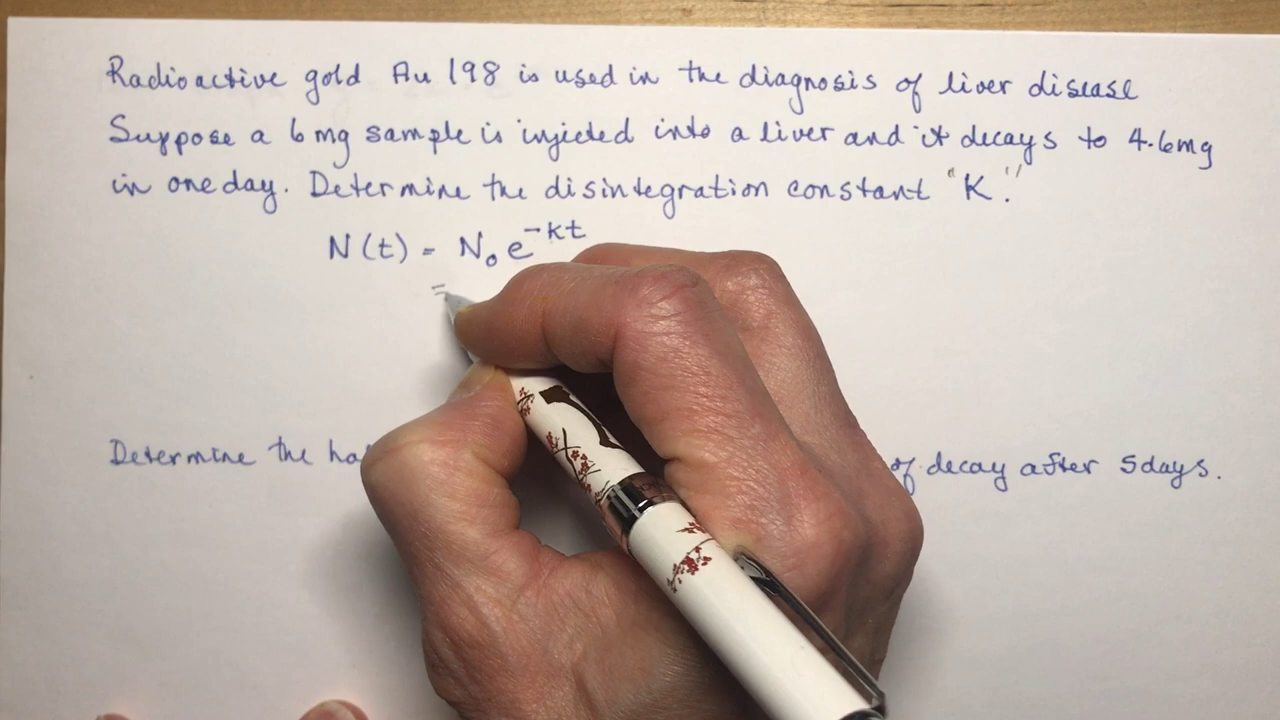 Radioactive gold Au 198 is used in the diagnosis of liver disease
Suppose a 6mg sample is injected into a liver and it decays to 4.6mg
in one day. Determine the disintegration constant "K."
N(t) = N₀e^-kt
=
Determine the ha of decay after 5days.